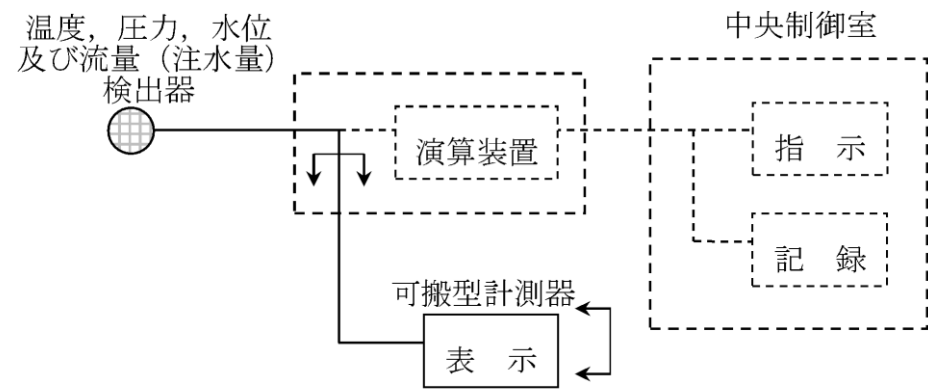 温度，圧力，水位
及び流量（注水量）
検出器
中央制御室
演算装置
指　示
記　録
可搬型計測器
表　示